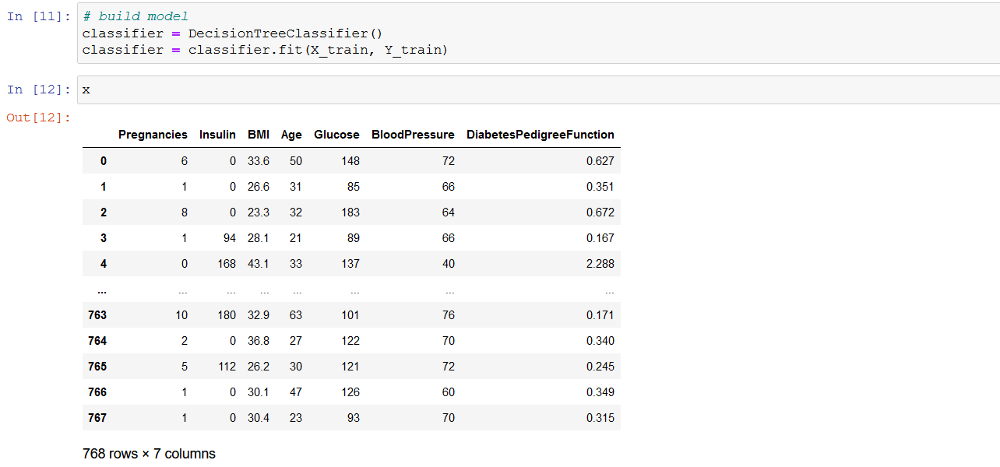 In [11]: # build model
classifier = DecisionTreeClassifier()
classifier = classifier.fit(X_train, Y_train)
In [12]: x
Out[12]:
Pregnancies Insulin BMI Age Glucose BloodPressure DiabetesPedigreeFunction
0 6 0 33.6 50 148 72 0.627
1 1 0 26.6 31 85 66 0.351
2 8 0 23.3 32 183 64 0.672
3 1 94 28.1 21 89 66 0.167
4 0 168 43.1 33 137 40 2.288
... ... ... ... ... ... ... ...
763 10 180 32.9 63 101 76 0.171
764 2 0 36.8 27 122 70 0.340
765 5 112 26.2 30 121 72 0.245
766 1 0 30.1 47 126 60 0.349
767 1 0 30.4 23 93 70 0.315
768 rows × 7 columns